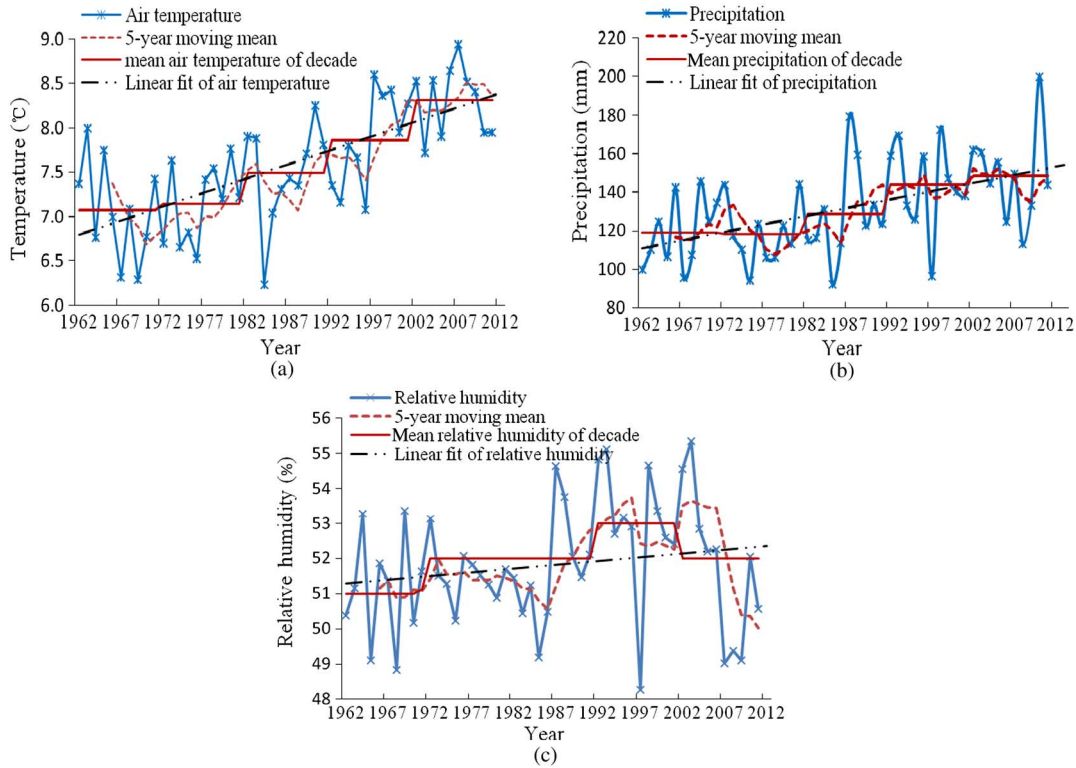 Air temperature
5-year moving mean
mean air temperature of decade
Linear fit of air temperature
9.0
8.5
8.0
7.5
7.0
6.5
6.0
Temperature (℃)
1962 1967 1972 1977 1982 1987 1992 1997 2002 2007 2012
Year
(a)
Precipitation
5-year moving mean
Mean precipitation of decade
Linear fit of precipitation
220
200
180
160
140
120
100
80
Precipitation (mm)
1962 1967 1972 1977 1982 1987 1992 1997 2002 2007 2012
Year
(b)
Relative humidity
5-year moving mean
Mean relative humidity of decade
Linear fit of relative humidity
56
55
54
53
52
51
50
49
48
Relative humidity (%)
1962 1967 1972 1977 1982 1987 1992 1997 2002 2007 2012
Year
(c)